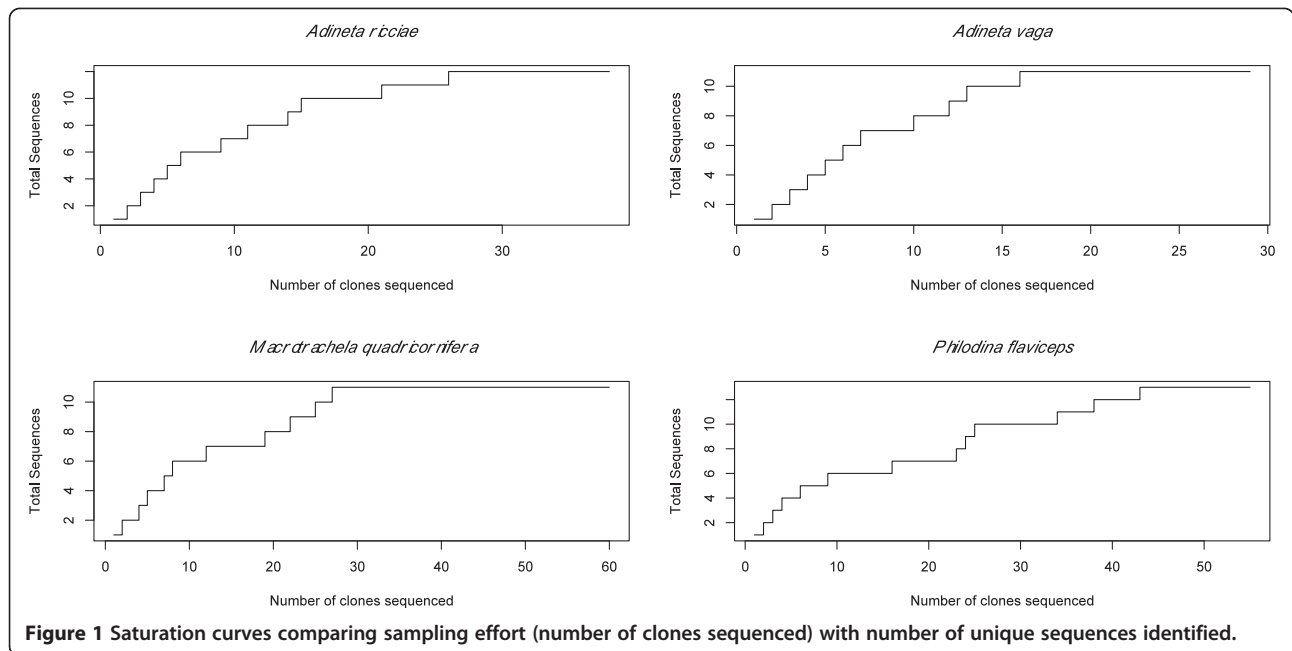 Adineta ricciae
Total Sequences
2 4 6 8 10
0 10 20 30
Number of clones sequenced
Adineta vaga
Total Sequences
2 4 6 8 10
0 5 10 15 20 25 30
Number of clones sequenced
Macrotrachela quadricornifera
Total Sequences
2 4 6 8 10
0 10 20 30 40 50 60
Number of clones sequenced
Philodina flaviceps
Total Sequences
2 4 6 8 10
0 10 20 30 40 50
Number of clones sequenced
Figure 1 Saturation curves comparing sampling effort (number of clones sequenced) with number of unique sequences identified.